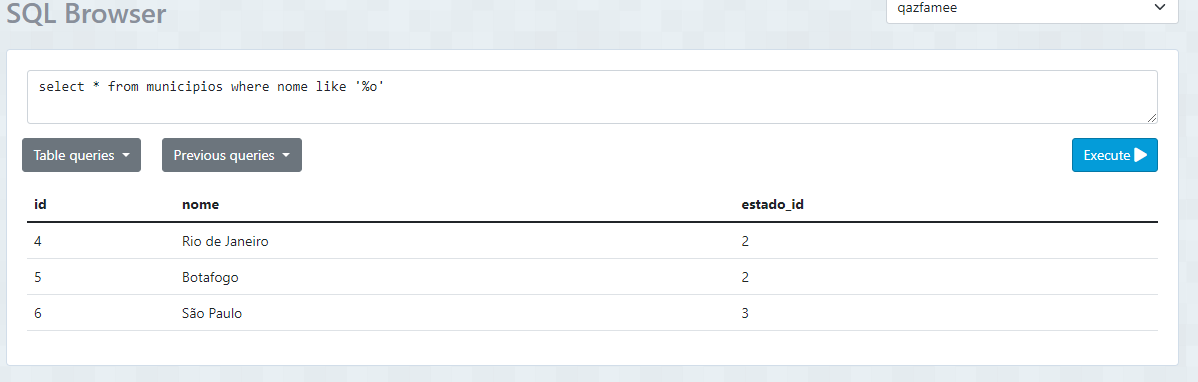 SQL Browser
qazfamee
select * from municipios where nome like '%o'
Table queries
Previous queries
Execute
id nome estado_id
4 Rio de Janeiro 2
5 Botafogo 2
6 São Paulo 3